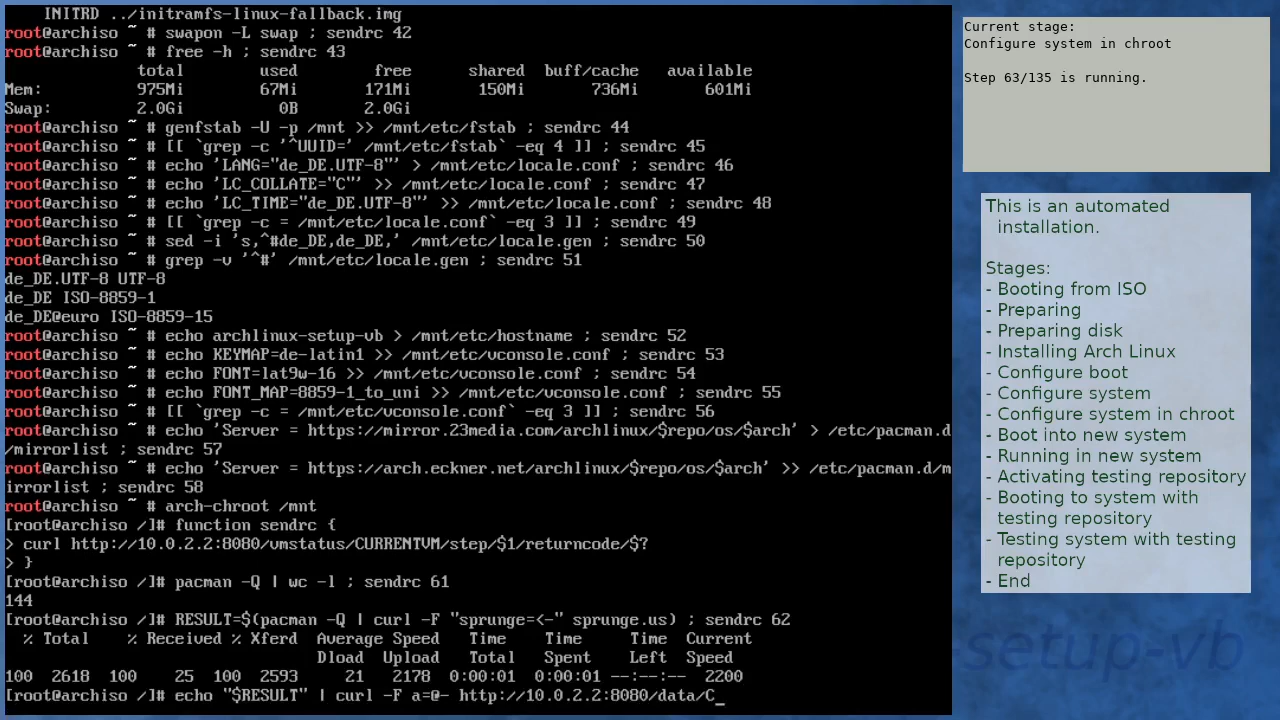 INITRD ../initramfs-linux-fallback.img
root@archiso ~ # swapon -L swap ; sendrc 42
root@archiso ~ # free -h ; sendrc 43
total used free shared buff/cache available
Mem: 975Mi 67Mi 171Mi 150Mi 736Mi 601Mi
Swap: 2.0Gi 0B 2.0Gi
root@archiso ~ # genfstab -U -p /mnt >> /mnt/etc/fstab ; sendrc 44
root@archiso ~ # [[ `grep -c '^UUID=' /mnt/etc/fstab` -eq 4 ]] ; sendrc 45
root@archiso ~ # echo 'LANG="de_DE.UTF-8"' > /mnt/etc/locale.conf ; sendrc 46
root@archiso ~ # echo 'LC_COLLATE="C"' >> /mnt/etc/locale.conf ; sendrc 47
root@archiso ~ # echo 'LC_TIME="de_DE.UTF-8"' >> /mnt/etc/locale.conf ; sendrc 48
root@archiso ~ # [[ `grep -c = /mnt/etc/locale.conf` -eq 3 ]] ; sendrc 49
root@archiso ~ # sed -i 's,^#de_DE,de_DE,' /mnt/etc/locale.gen ; sendrc 50
root@archiso ~ # grep -v '^#' /mnt/etc/locale.gen ; sendrc 51
de_DE.UTF-8 UTF-8
de_DE ISO-8859-1
de_DE@euro ISO-8859-15
root@archiso ~ # echo archlinux-setup-vb > /mnt/etc/hostname ; sendrc 52
root@archiso ~ # echo KEYMAP=de-latin1 >> /mnt/etc/vconsole.conf ; sendrc 53
root@archiso ~ # echo FONT=lat9w-16 >> /mnt/etc/vconsole.conf ; sendrc 54
root@archiso ~ # echo FONT_MAP=8859-1_to_uni >> /mnt/etc/vconsole.conf ; sendrc 55
root@archiso ~ # [[ `grep -c = /mnt/etc/vconsole.conf` -eq 3 ]] ; sendrc 56
root@archiso ~ # echo 'Server = https://mirror.23media.com/archlinux/$repo/os/$arch' > /etc/pacman.d
/mirrorlist ; sendrc 57
root@archiso ~ # echo 'Server = https://arch.eckner.net/archlinux/$repo/os/$arch' >> /etc/pacman.d/m
irrorlist ; sendrc 58
root@archiso ~ # arch-chroot /mnt
[root@archiso /]# function sendrc {
> curl http://10.0.2.2:8080/vmstatus/CURRENTVM/step/$1/returncode/$?
> }
[root@archiso /]# pacman -Q | wc -l ; sendrc 61
144
[root@archiso /]# RESULT=$(pacman -Q | curl -F "sprunge=<-" sprunge.us) ; sendrc 62
% Total % Received % Xferd Average Speed Time Time Time Current
Dload Upload Total Spent Left Speed
100 2618 100 25 100 2593 21 2178 0:00:01 0:00:01 --:--:-- 2200
[root@archiso /]# echo "$RESULT" | curl -F a=@- http://10.0.2.2:8080/data/C_
Current stage:
Configure system in chroot
Step 63/135 is running.
This is an automated
installation.
Stages:
- Booting from ISO
- Preparing
- Preparing disk
- Installing Arch Linux
- Configure boot
- Configure system
- Configure system in chroot
- Boot into new system
- Running in new system
- Activating testing repository
- Booting to system with
testing repository
- Testing system with testing
repository
- End
-setup-vb